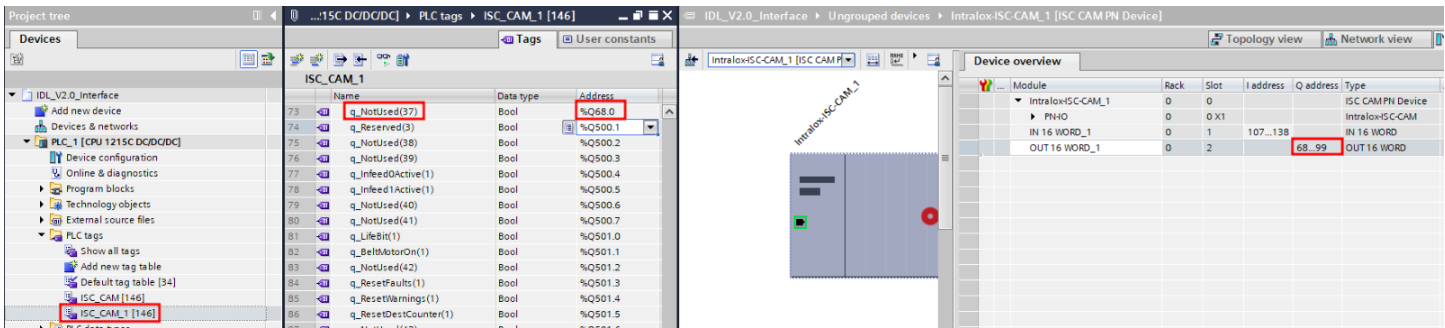 Project tree
...!15C DC/DC/DC] ▸ PLC tags ▸ ISC_CAM_1 [146]
IDL_V2.0_Interface ▸ Ungrouped devices ▸ Intralox-ISC-CAM_1 [ISC CAM PN Device]
Devices
Tags
User constants
Topology view
Network view
Intralox-ISC-CAM_1 [ISC CAM P
Device overview
ISC_CAM_1
Name Data type Address
73 q_NotUsed(37) Bool %Q68.0
74 q_Reserved(3) Bool %Q500.1
75 q_NotUsed(38) Bool %Q500.2
76 q_NotUsed(39) Bool %Q500.3
77 q_Infeed0Active(1) Bool %Q500.4
78 q_Infeed1Active(1) Bool %Q500.5
79 q_NotUsed(40) Bool %Q500.6
80 q_NotUsed(41) Bool %Q500.7
81 q_LifeBit(1) Bool %Q501.0
82 q_BeltMotorOn(1) Bool %Q501.1
83 q_NotUsed(42) Bool %Q501.2
84 q_ResetFaults(1) Bool %Q501.3
85 q_ResetWarnings(1) Bool %Q501.4
86 q_ResetDestCounter(1) Bool %Q501.5
IDL_V2.0_Interface
Add new device
Devices & networks
PLC_1 [CPU 1215C DC/DC/DC]
Device configuration
Online & diagnostics
Program blocks
Technology objects
External source files
PLC tags
Show all tags
Add new tag table
Default tag table [34]
ISC_CAM [146]
ISC_CAM_1 [146]
PLC data types
Intralox-ISC-CAM_1
... Module Rack Slot I address Q address Type
Intralox-ISC-CAM_1 0 0 ISC CAM PN Device
PN-IO 0 0 X1 Intralox-ISC-CAM
IN 16 WORD_1 0 1 107...138 IN 16 WORD
OUT 16 WORD_1 0 2 68...99 OUT 16 WORD